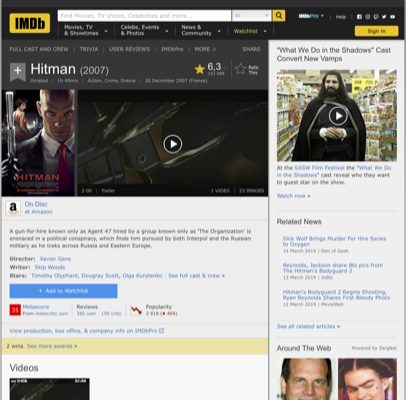 IMDb
Find Movies, TV shows, Celebrities and more...
All
IMDbPro
Help
Movies, TV & Showtimes
Celebs, Events & Photos
News & Community
Watchlist
Sign in
FULL CAST AND CREW | TRIVIA | USER REVIEWS | IMDbPro | MORE
SHARE
Hitman (2007)
6,3
Rate This
Unrated | 1h 40min | Action, Crime, Drama | 26 December 2007 (France)
HITMAN
2:00 | Trailer
1 VIDEO | 23 IMAGES
On Disc
at Amazon
A gun-for-hire known only as Agent 47 hired by a group known only as 'The Organization' is
ensnared in a political conspiracy, which finds him pursued by both Interpol and the Russian
military as he treks across Russia and Eastern Europe.
Director: Xavier Gens
Writer: Skip Woods
Stars: Timothy Olyphant, Dougray Scott, Olga Kurylenko | See full cast & crew »
+ Add to Watchlist
35
Metascore
From metacritic.com
Reviews
380 user | 195 critic
Popularity
View production, box office, & company info on IMDbPro
2 wins. See more awards »
Videos
"What We Do in the Shadows" Cast
Convert New Vamps
At the SXSW Film Festival the "What We
Do in the Shadows" cast reveal who they
want to guest star on the show.
Watch now »
Related News
Dick Wolf Brings Murder For Hire Series
to Oxygen
14 March 2019 | Den of Geek
Reynolds, Jackson share Bts pics from
The Hitman's Bodyguard 2
13 March 2019 | JoBlo
Hitman's Bodyguard 2 Begins Shooting,
Ryan Reynolds Shares First Bloody Photo
12 March 2019 | MovieWeb
See all related articles »
Around The Web
Powered by ZergNet